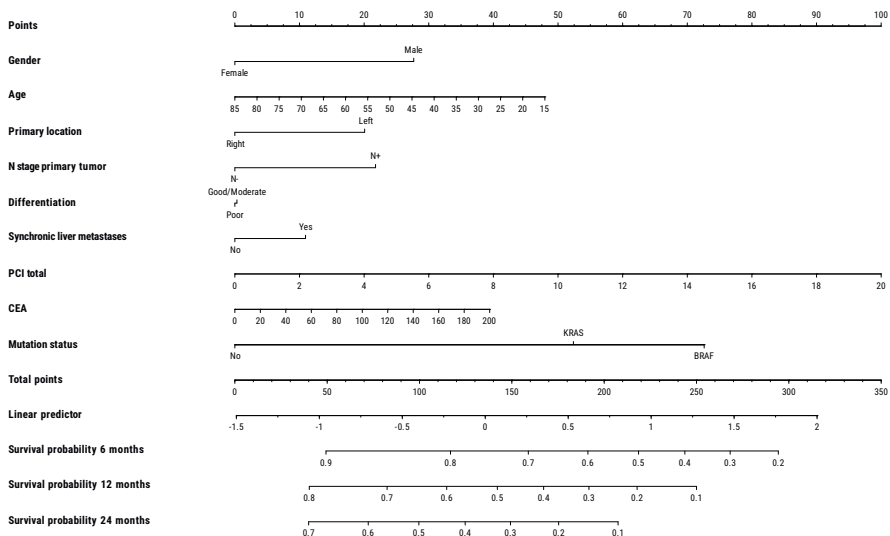 Points
0 10 20 30 40 50 60 70 80 90 100
Gender
Male
Female
Age
85 80 75 70 65 60 55 50 45 40 35 30 25 20 15
Primary location
Left
Right
N stage primary tumor
N+
N-
Differentiation
Good/Moderate
Poor
Synchronic liver metastases
Yes
No
PCI total
0 2 4 6 8 10 12 14 16 18 20
CEA
0 20 40 60 80 100 120 140 160 180 200
Mutation status
KRAS
No BRAF
Total points
0 50 100 150 200 250 300 350
Linear predictor
-1.5 -1 -0.5 0 0.5 1 1.5 2
Survival probability 6 months
0.9 0.8 0.7 0.6 0.5 0.4 0.3 0.2
Survival probability 12 months
0.8 0.7 0.6 0.5 0.4 0.3 0.2 0.1
Survival probability 24 months
0.7 0.6 0.5 0.4 0.3 0.2 0.1